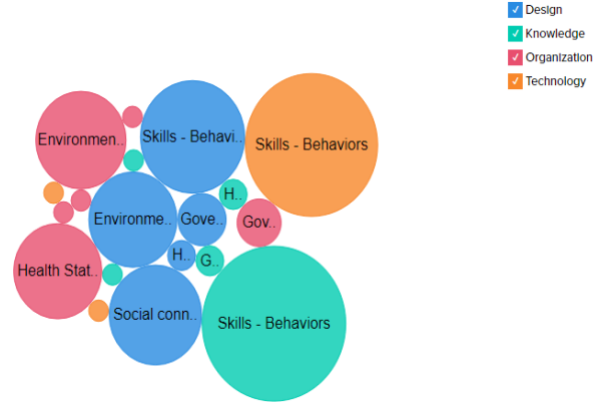 Design
Knowledge
Organization
Technology
Environmen..
Skills - Behavi..
Skills - Behaviors
H..
Environme..
Gove..
Gov..
H..
G..
Health Stat..
Social conn..
Skills - Behaviors